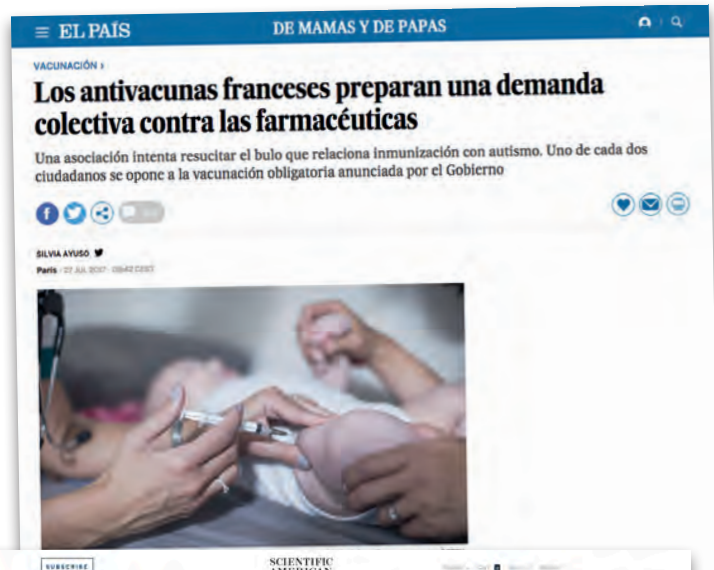 EL PAÍS
DE MAMAS Y DE PAPAS
VACUNACIÓN ›
Los antivacunas franceses preparan una demanda
colectiva contra las farmacéuticas
Una asociación intenta resucitar el bulo que relaciona inmunización con autismo. Uno de cada dos
ciudadanos se opone a la vacunación obligatoria anunciada por el Gobierno
SILVIA AYUSO
París
SUBSCRIBE
SCIENTIFIC
AMERICAN